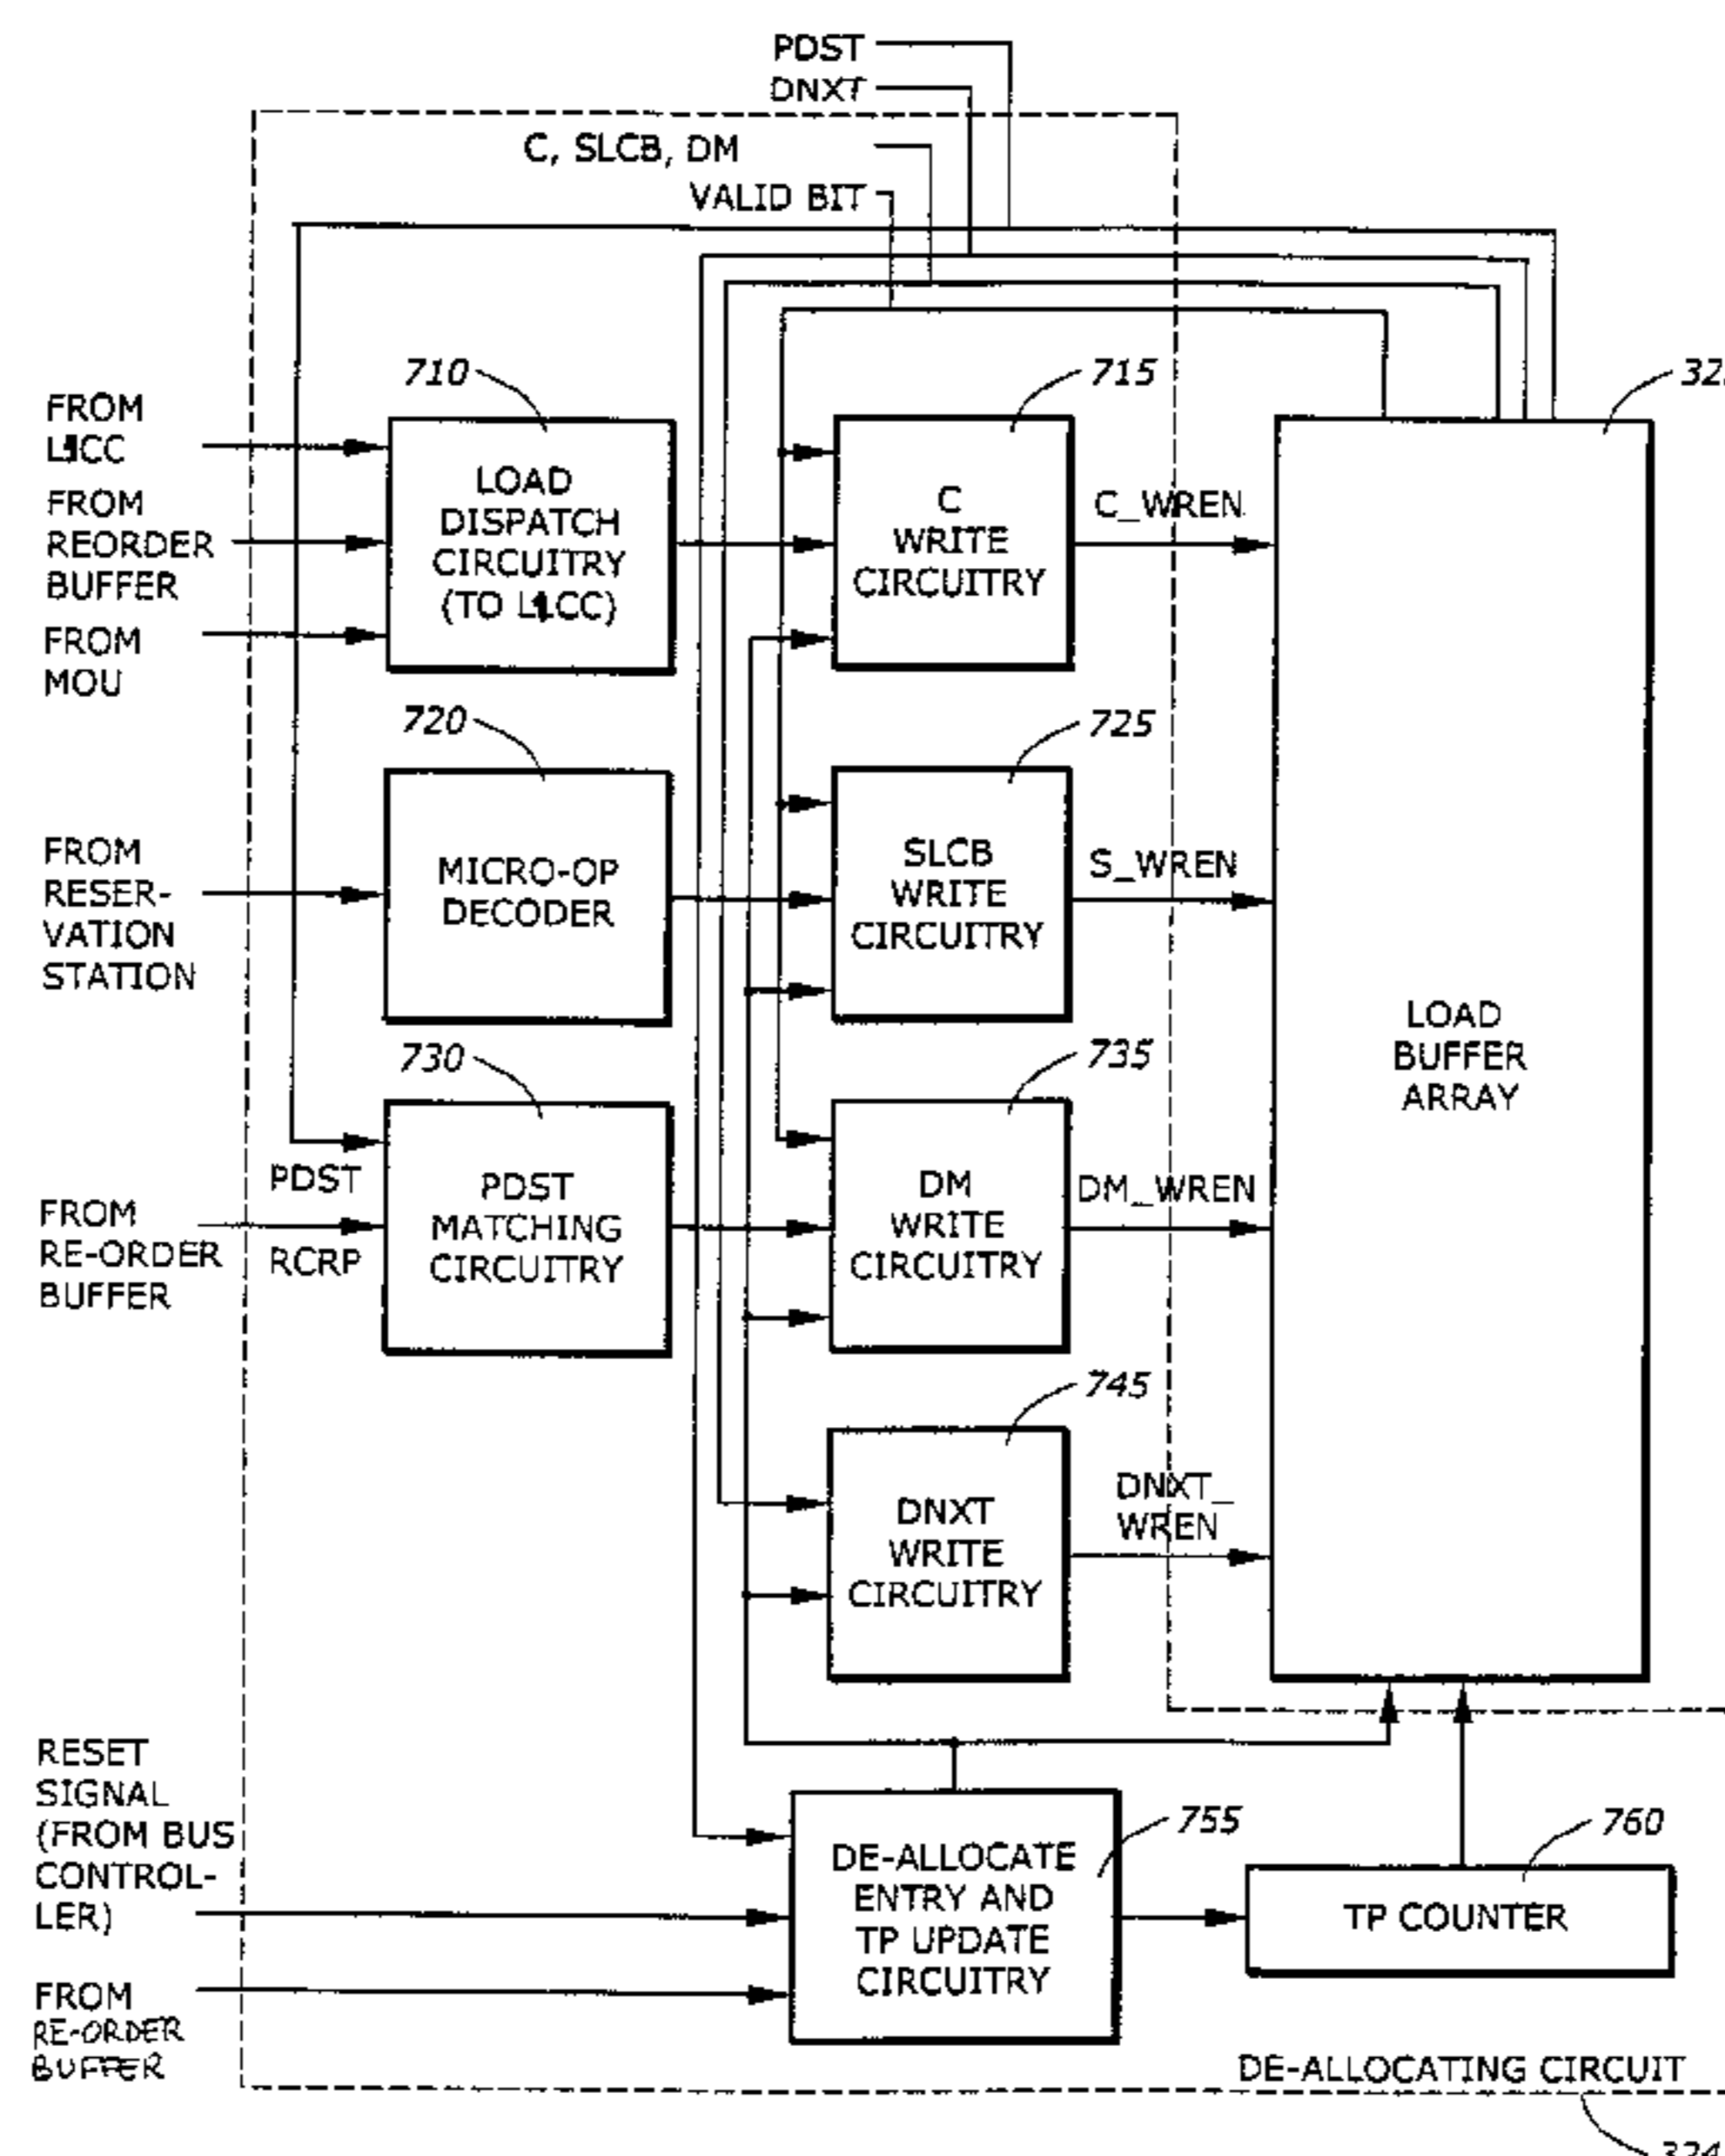 PDST
DNXT
C, SLCB, DM
VALID BIT
710
715
32
FROM
L1CC
FROM
REORDER
BUFFER
FROM
MOU
LOAD
DISPATCH
CIRCUITRY
(TO L1CC)
C
WRITE
CIRCUITRY
C_WREN
720
725
FROM
RESER-
VATION
STATION
MICRO-OP
DECODER
SLCB
WRITE
CIRCUITRY
S_WREN
LOAD
BUFFER
ARRAY
730
735
PDST
FROM
RE-ORDER
BUFFER
RCRP
PDST
MATCHING
CIRCUITRY
DM
WRITE
CIRCUITRY
DM_WREN
745
DNXT
WRITE
CIRCUITRY
DNXT_
WREN
RESET
SIGNAL
(FROM BUS
CONTROL-
LER)
FROM
RE-ORDER
BUFFER
755
DE-ALLOCATE
ENTRY AND
TP UPDATE
CIRCUITRY
760
TP COUNTER
DE-ALLOCATING CIRCUIT
324